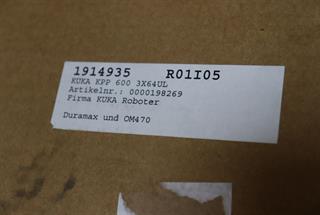 1914935 R01I05
KUKA KPP 600 3X64UL
Artikelnr.: 0000198269
Firma KUKA Roboter
Duramax und OM470